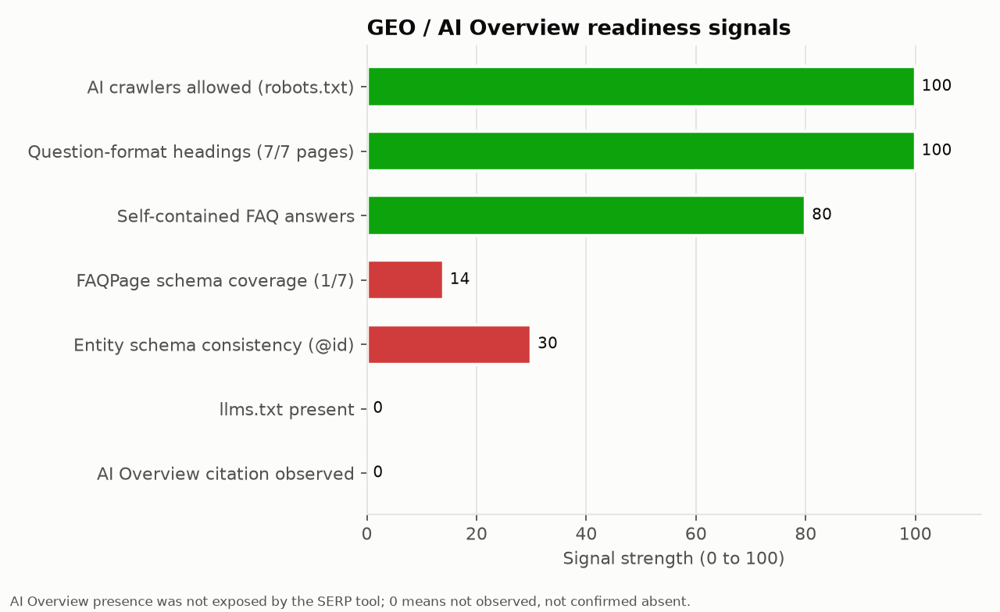 GEO / AI Overview readiness signals
AI crawlers allowed (robots.txt)
100
Question-format headings (7/7 pages)
100
Self-contained FAQ answers
80
FAQPage schema coverage (1/7)
14
Entity schema consistency (@id)
30
llms.txt present
0
AI Overview citation observed
0
0 20 40 60 80 100
Signal strength (0 to 100)
AI Overview presence was not exposed by the SERP tool; 0 means not observed, not confirmed absent.